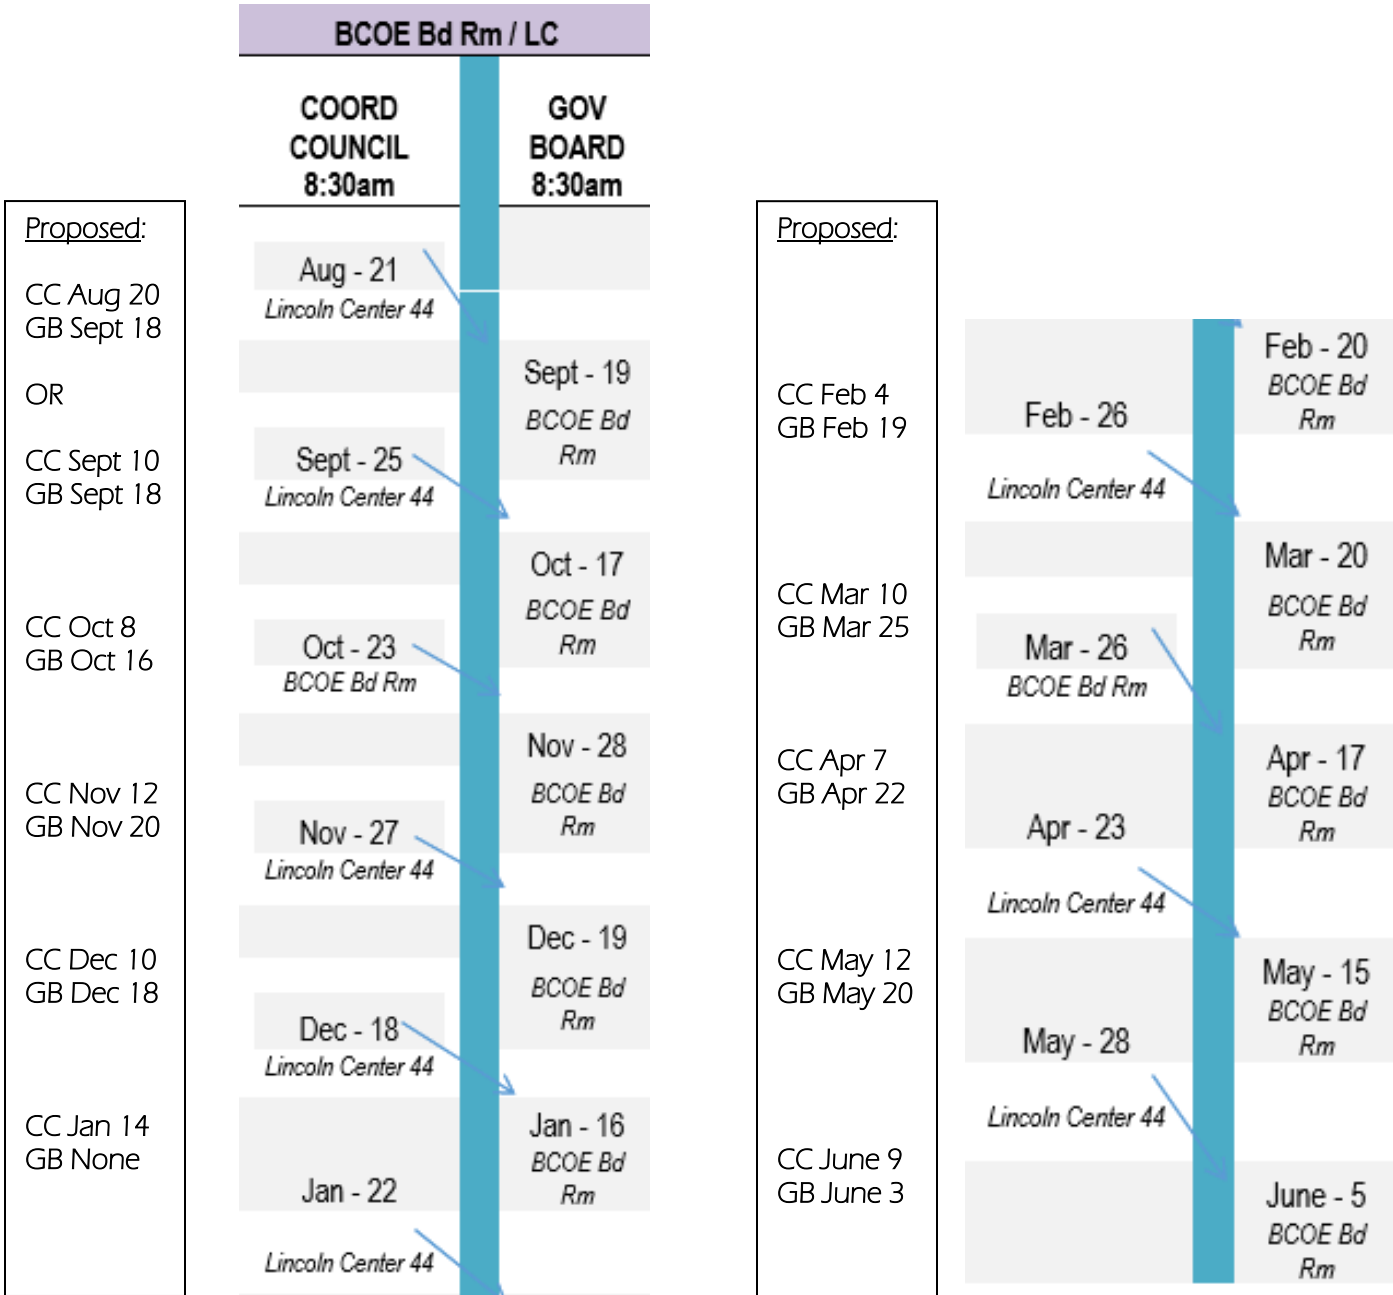 BCOE Bd Rm / LC
COORD
COUNCIL
8:30am
GOV
BOARD
8:30am
Proposed:
CC Aug 20
GB Sept 18
OR
CC Sept 10
GB Sept 18
CC Oct 8
GB Oct 16
CC Nov 12
GB Nov 20
CC Dec 10
GB Dec 18
CC Jan 14
GB None
Aug - 21
Lincoln Center 44
Sept - 19
BCOE Bd
Rm
Sept - 25
Lincoln Center 44
Oct - 17
BCOE Bd
Rm
Oct - 23
BCOE Bd Rm
Nov - 28
BCOE Bd
Rm
Nov - 27
Lincoln Center 44
Dec - 19
BCOE Bd
Rm
Dec - 18
Lincoln Center 44
Jan - 16
BCOE Bd
Rm
Jan - 22
Lincoln Center 44
Proposed:
CC Feb 4
GB Feb 19
CC Mar 10
GB Mar 25
CC Apr 7
GB Apr 22
CC May 12
GB May 20
CC June 9
GB June 3
Feb - 20
BCOE Bd
Rm
Feb - 26
Lincoln Center 44
Mar - 20
BCOE Bd
Rm
Mar - 26
BCOE Bd Rm
Apr - 17
BCOE Bd
Rm
Apr - 23
Lincoln Center 44
May - 15
BCOE Bd
Rm
May - 28
Lincoln Center 44
June - 5
BCOE Bd
Rm